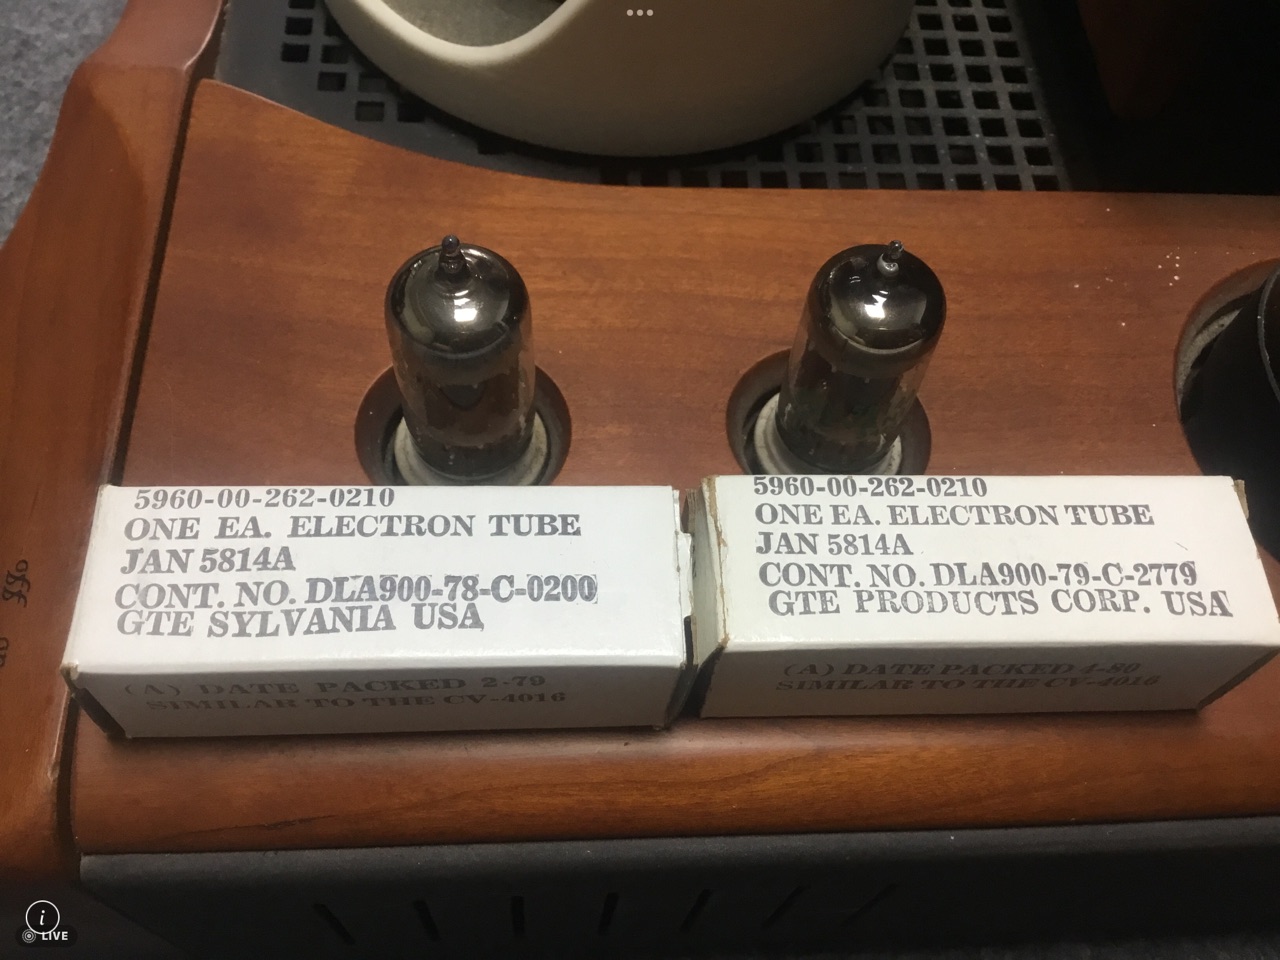 5960-00-262-0210
ONE EA. ELECTRON TUBE
JAN 5814A
CONT. NO. DLA900-78-C-0200
GTE SYLVANIA USA
(A) DATE PACKED 2-79
SIMILAR TO THE CV-4016
5960-00-262-0210
ONE EA. ELECTRON TUBE
JAN 5814A
CONT. NO. DLA900-79-C-2779
GTE PRODUCTS CORP. USA
(A) DATE PACKED 4-80
SIMILAR TO THE CV-4016
i
LIVE